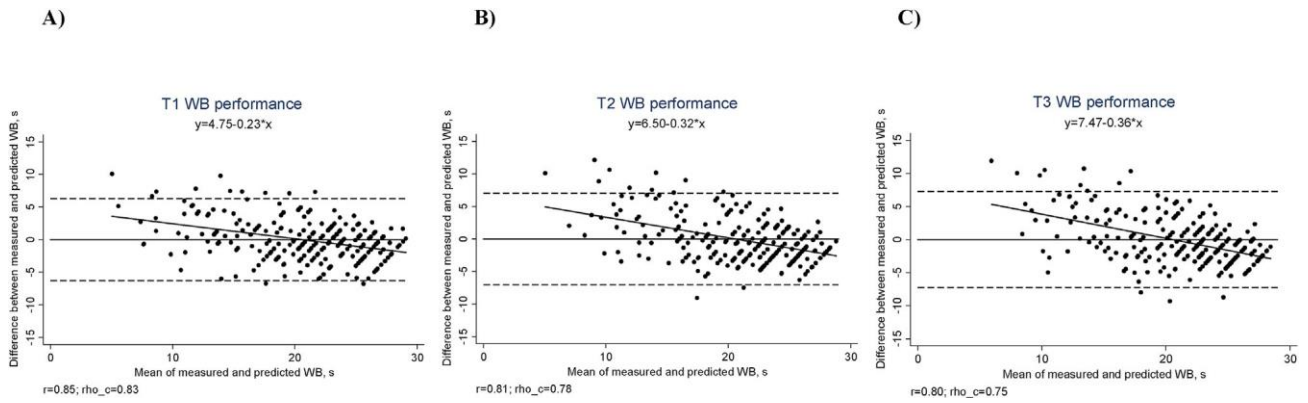 A)
T1 WB performance
y=4.75-0.23*x
Difference between measured and predicted WB, s
15
10
5
0
-5
-10
-15
0 10 20 30
Mean of measured and predicted WB, s
r=0.85; rho_c=0.83
B)
T2 WB performance
y=6.50-0.32*x
Difference between measured and predicted WB, s
15
10
5
0
-5
-10
-15
0 10 20 30
Mean of measured and predicted WB, s
r=0.81; rho_c=0.78
C)
T3 WB performance
y=7.47-0.36*x
Difference between measured and predicted WB, s
15
10
5
0
-5
-10
-15
0 10 20 30
Mean of measured and predicted WB, s
r=0.80; rho_c=0.75